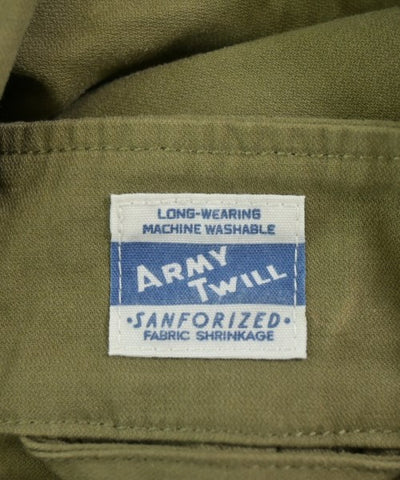 LONG-WEARING
MACHINE WASHABLE
ARMY
TWILL
·SANFORIZED·
FABRIC SHRINKAGE